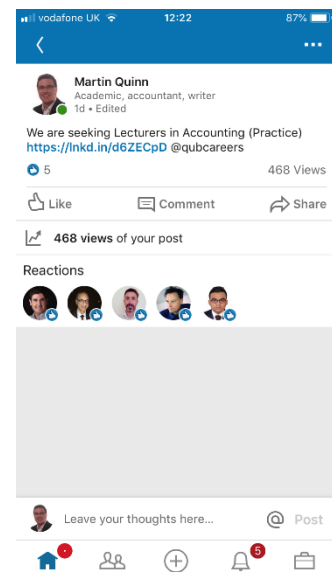 vodafone UK 12:22 87%
Martin Quinn
Academic, accountant, writer
1d • Edited
We are seeking Lecturers in Accounting (Practice)
https://lnkd.in/d6ZECpD @qubcareers
5 468 Views
Like Comment Share
468 views of your post
Reactions
Leave your thoughts here... @ Post
5